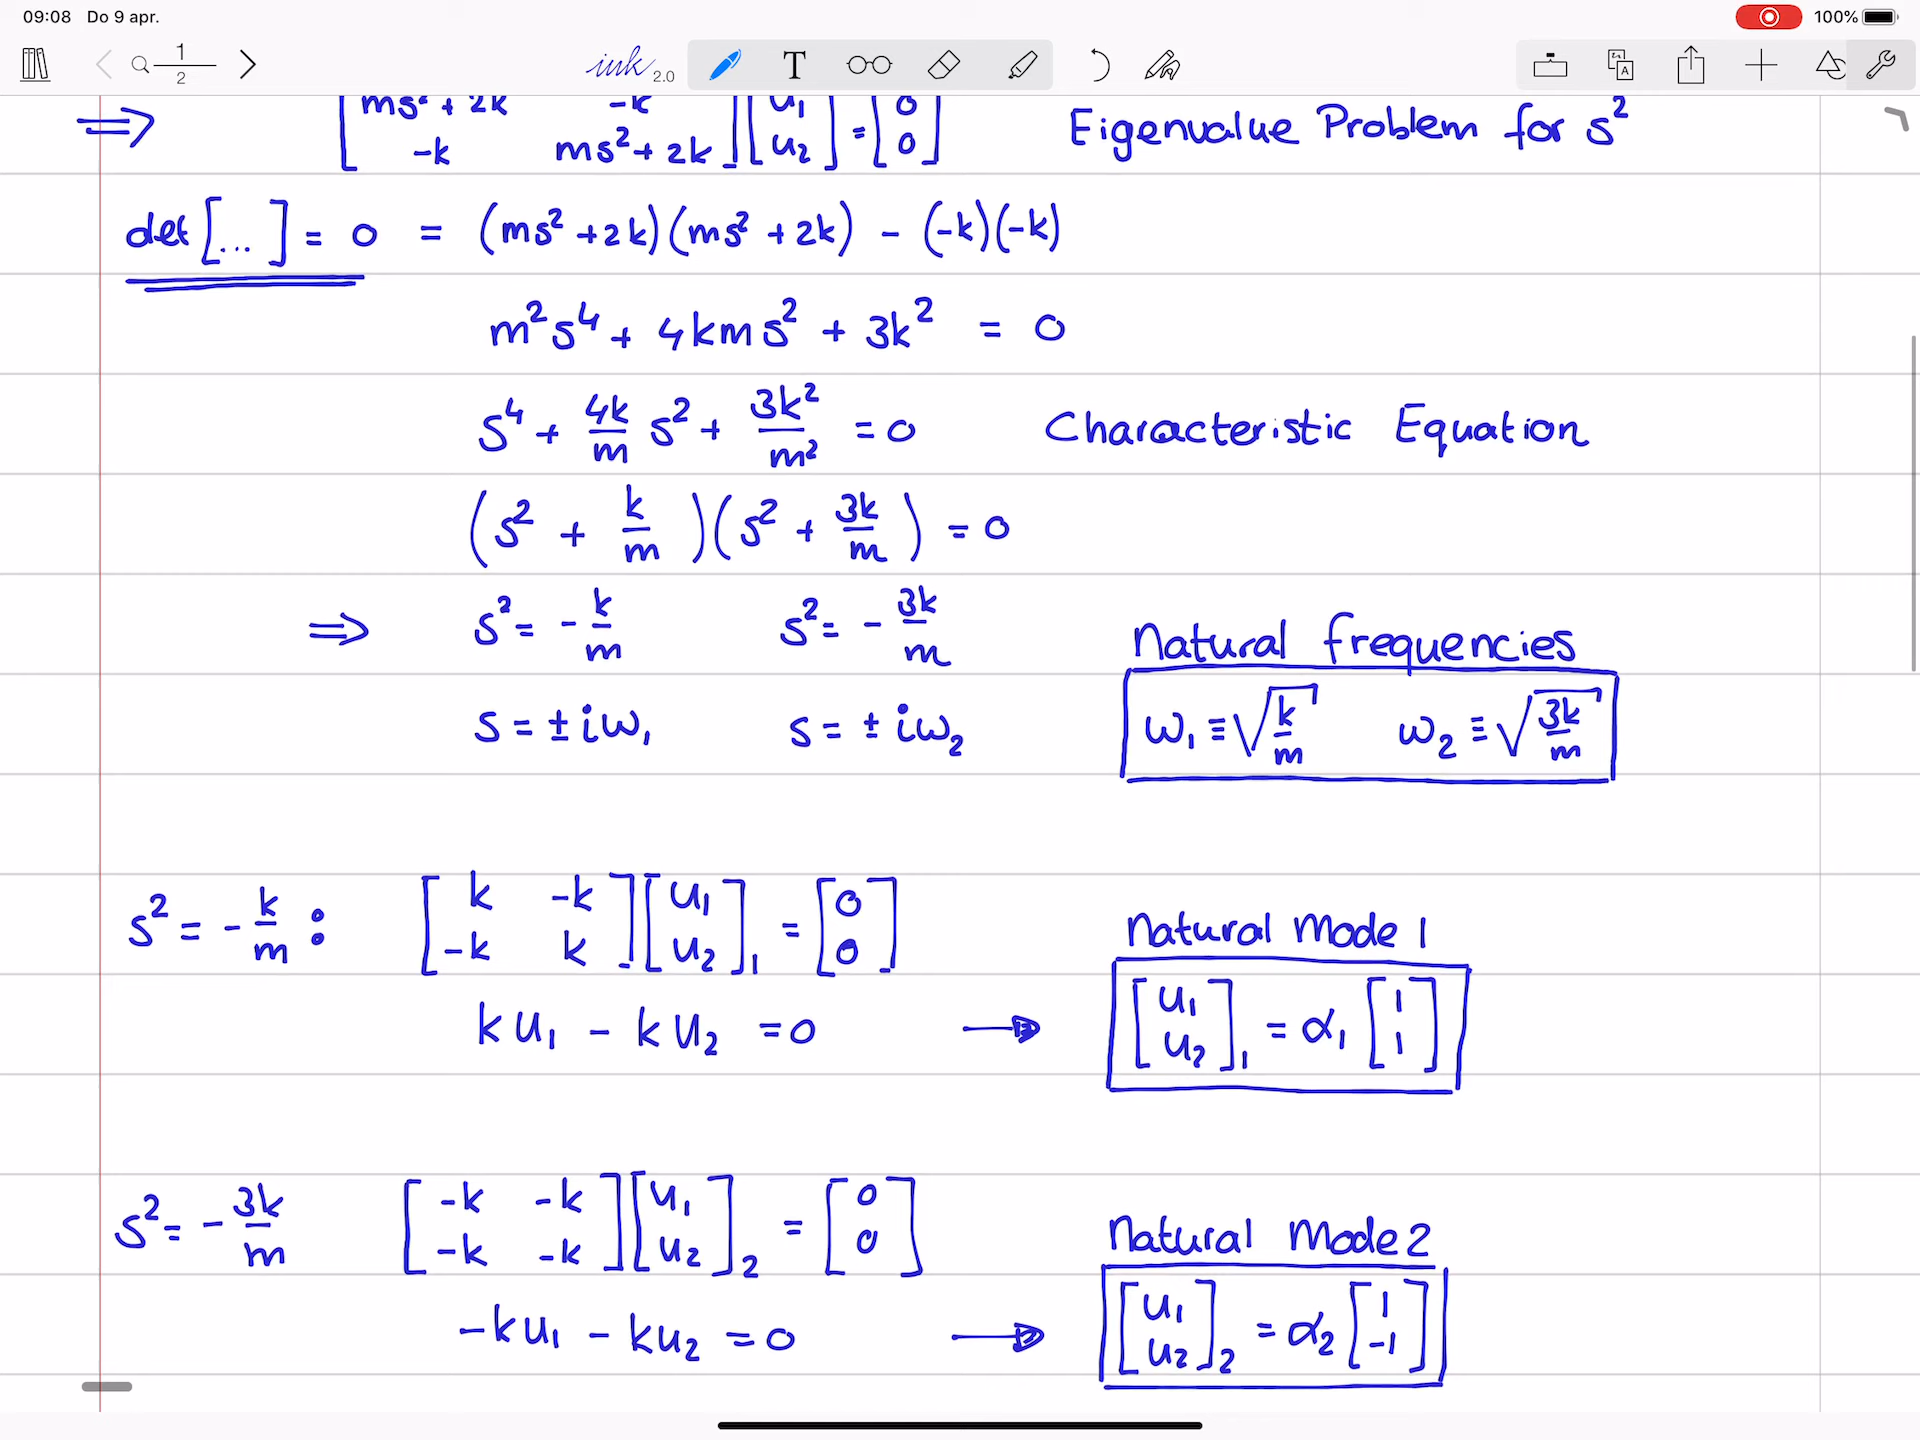 09:08 Do 9 apr. 100%
1/2 ink 2.0 T A
⇒ [ms²+2k -k; -k ms²+2k][u₁; u₂] = [0; 0] Eigenvalue Problem for s²
det[...] = 0 = (ms²+2k)(ms²+2k) - (-k)(-k)
m²s⁴ + 4kms² + 3k² = 0
s⁴ + 4k/m s² + 3k²/m² = 0 Characteristic Equation
(s² + k/m)(s² + 3k/m) = 0
⇒ s² = -k/m s² = -3k/m
Natural frequencies
s = ±iω₁ s = ±iω₂ ω₁ ≡ √(k/m) ω₂ ≡ √(3k/m)
s² = -k/m : [k -k; -k k][u₁; u₂]₁ = [0; 0] Natural Mode 1
ku₁ - ku₂ = 0 → [u₁; u₂]₁ = α₁[1; 1]
s² = -3k/m [-k -k; -k -k][u₁; u₂]₂ = [0; 0] Natural Mode 2
-ku₁ - ku₂ = 0 → [u₁; u₂]₂ = α₂[1; -1]